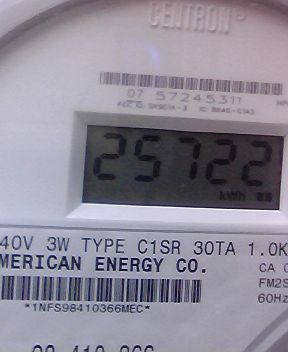 CENTRON
07 57245311
25722
kWh
40V 3W TYPE C1SR 30TA 1.0K
MERICAN ENERGY CO.
CA 0
FM2S
60Hz
*1NFS98410366MEC*